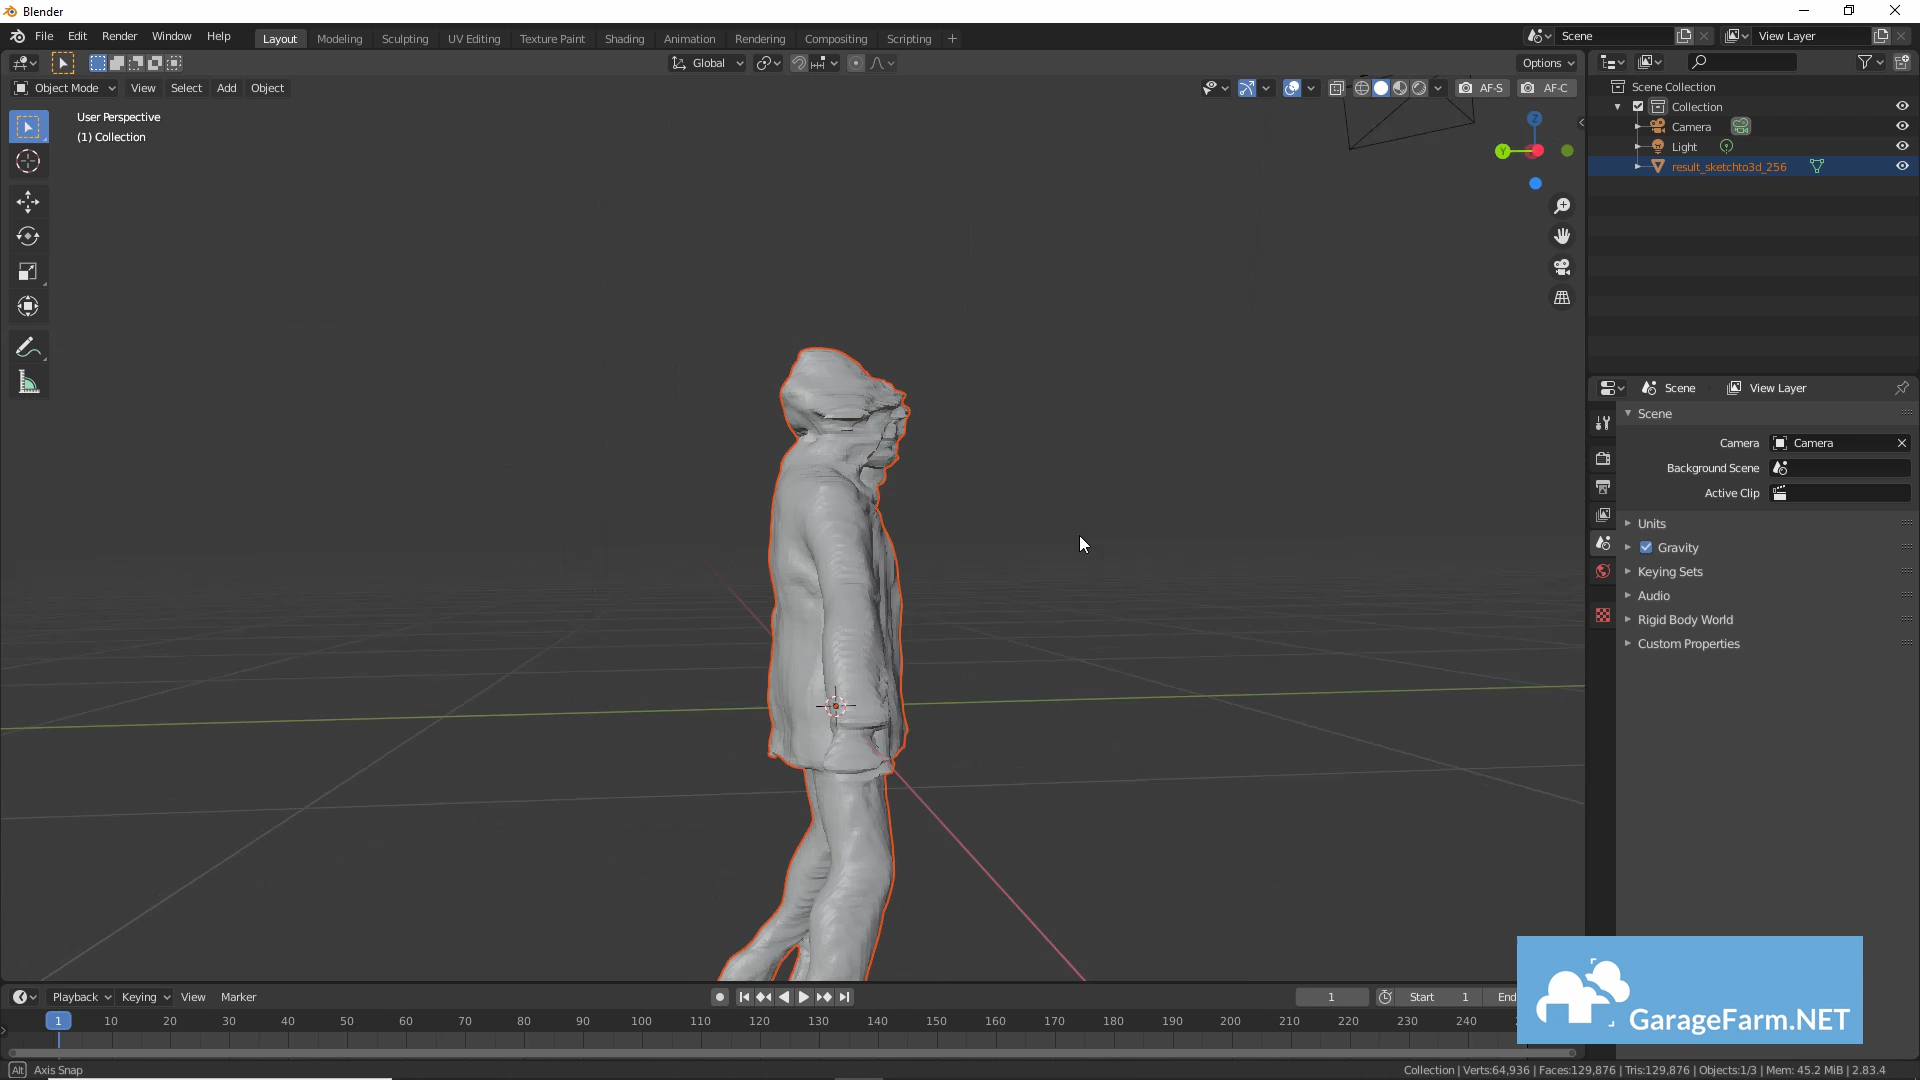 Blender
File Edit Render Window Help
Layout Modeling Sculpting UV Editing Texture Paint Shading Animation Rendering Compositing Scripting +
Scene
View Layer
Global
Options
Object Mode View Select Add Object
AF-S AF-C
User Perspective
(1) Collection
Z
Y
Scene Collection
Collection
Camera
Light
result_sketchto3d_256
Scene View Layer
Scene
Camera Camera
Background Scene
Active Clip
Units
Gravity
Keying Sets
Audio
Rigid Body World
Custom Properties
Playback Keying View Marker
1 Start 1 End
1 10 20 30 40 50 60 70 80 90 100 110 120 130 140 150 160 170 180 190 200 210 220 230 240
GarageFarm.NET
Alt Axis Snap
Collection | Verts:64,936 | Faces:129,876 | Tris:129,876 | Objects:1/3 | Mem: 45.2 MiB | 2.83.4